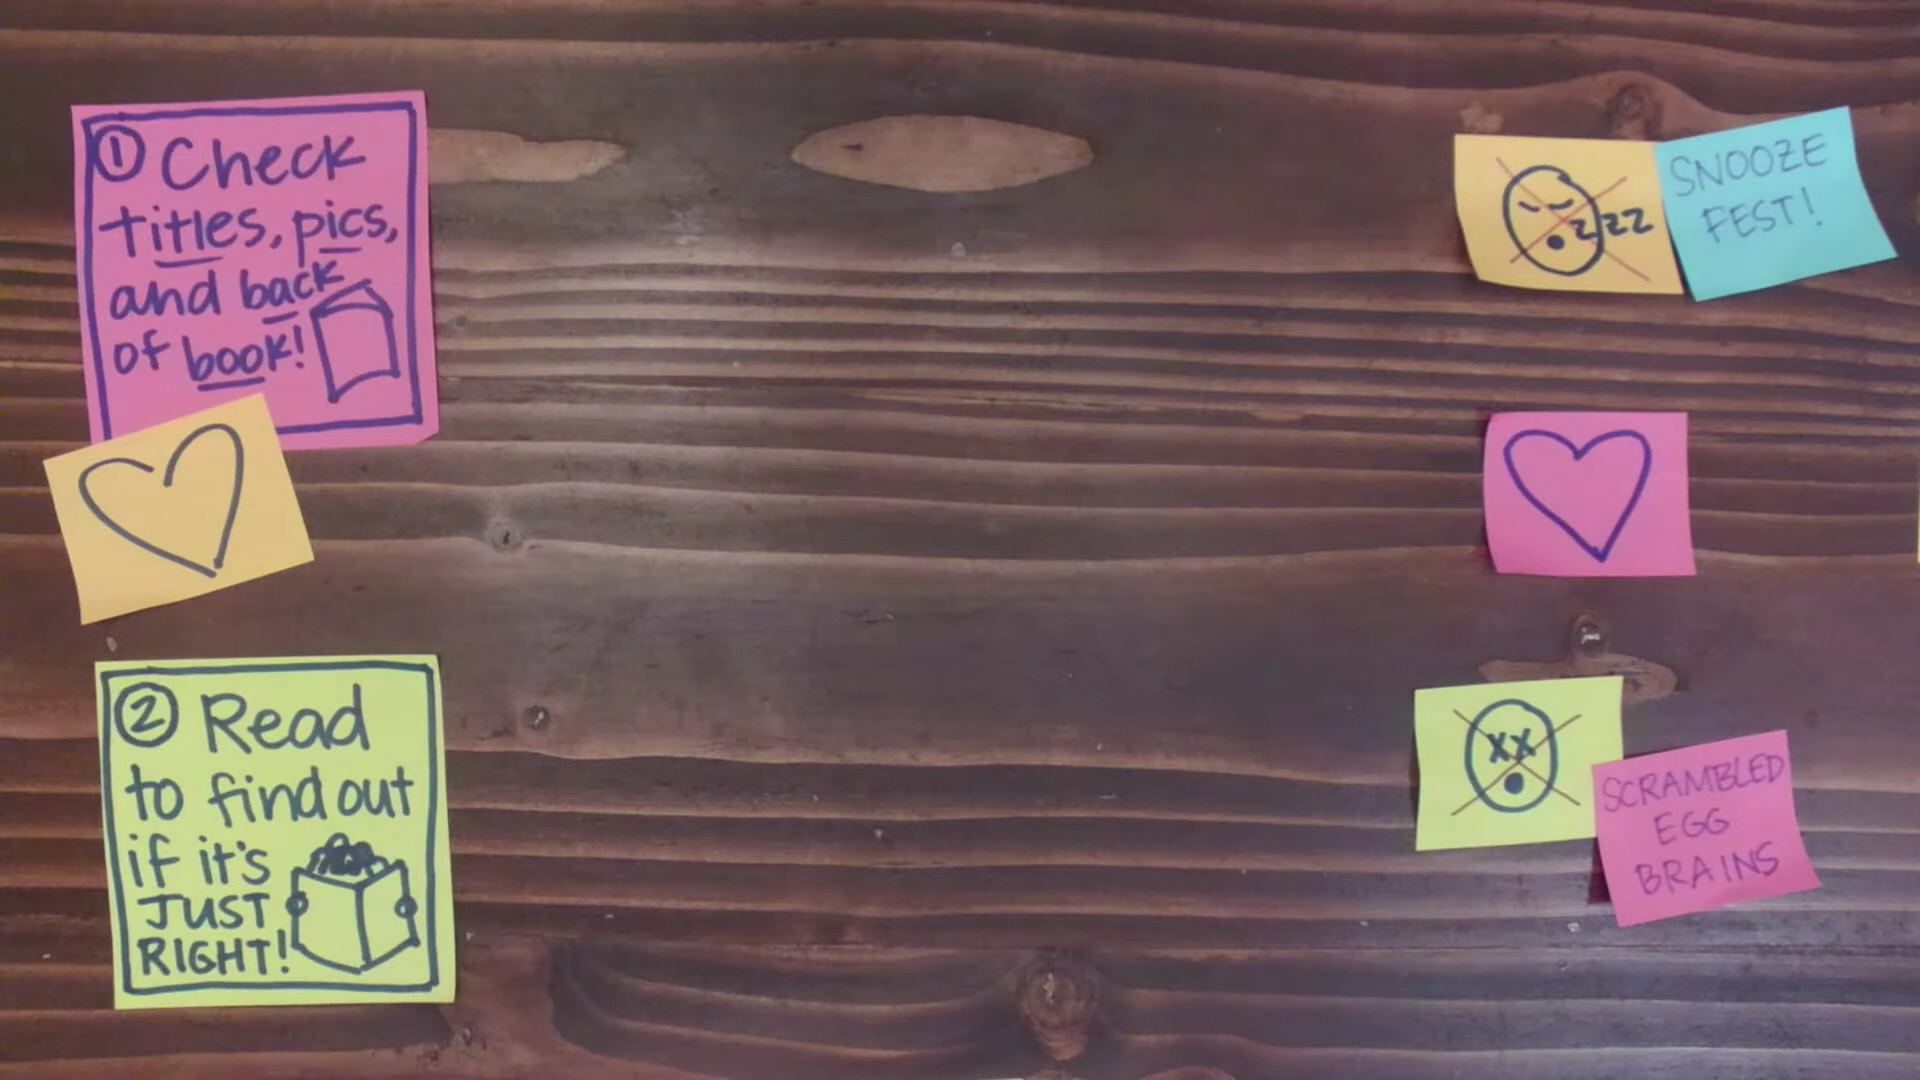 ① Check
titles, pics,
and back
of book!
② Read
to find out
if it's
JUST
RIGHT!
zzz
SNOOZE
FEST!
XX
SCRAMBLED
EGG
BRAINS